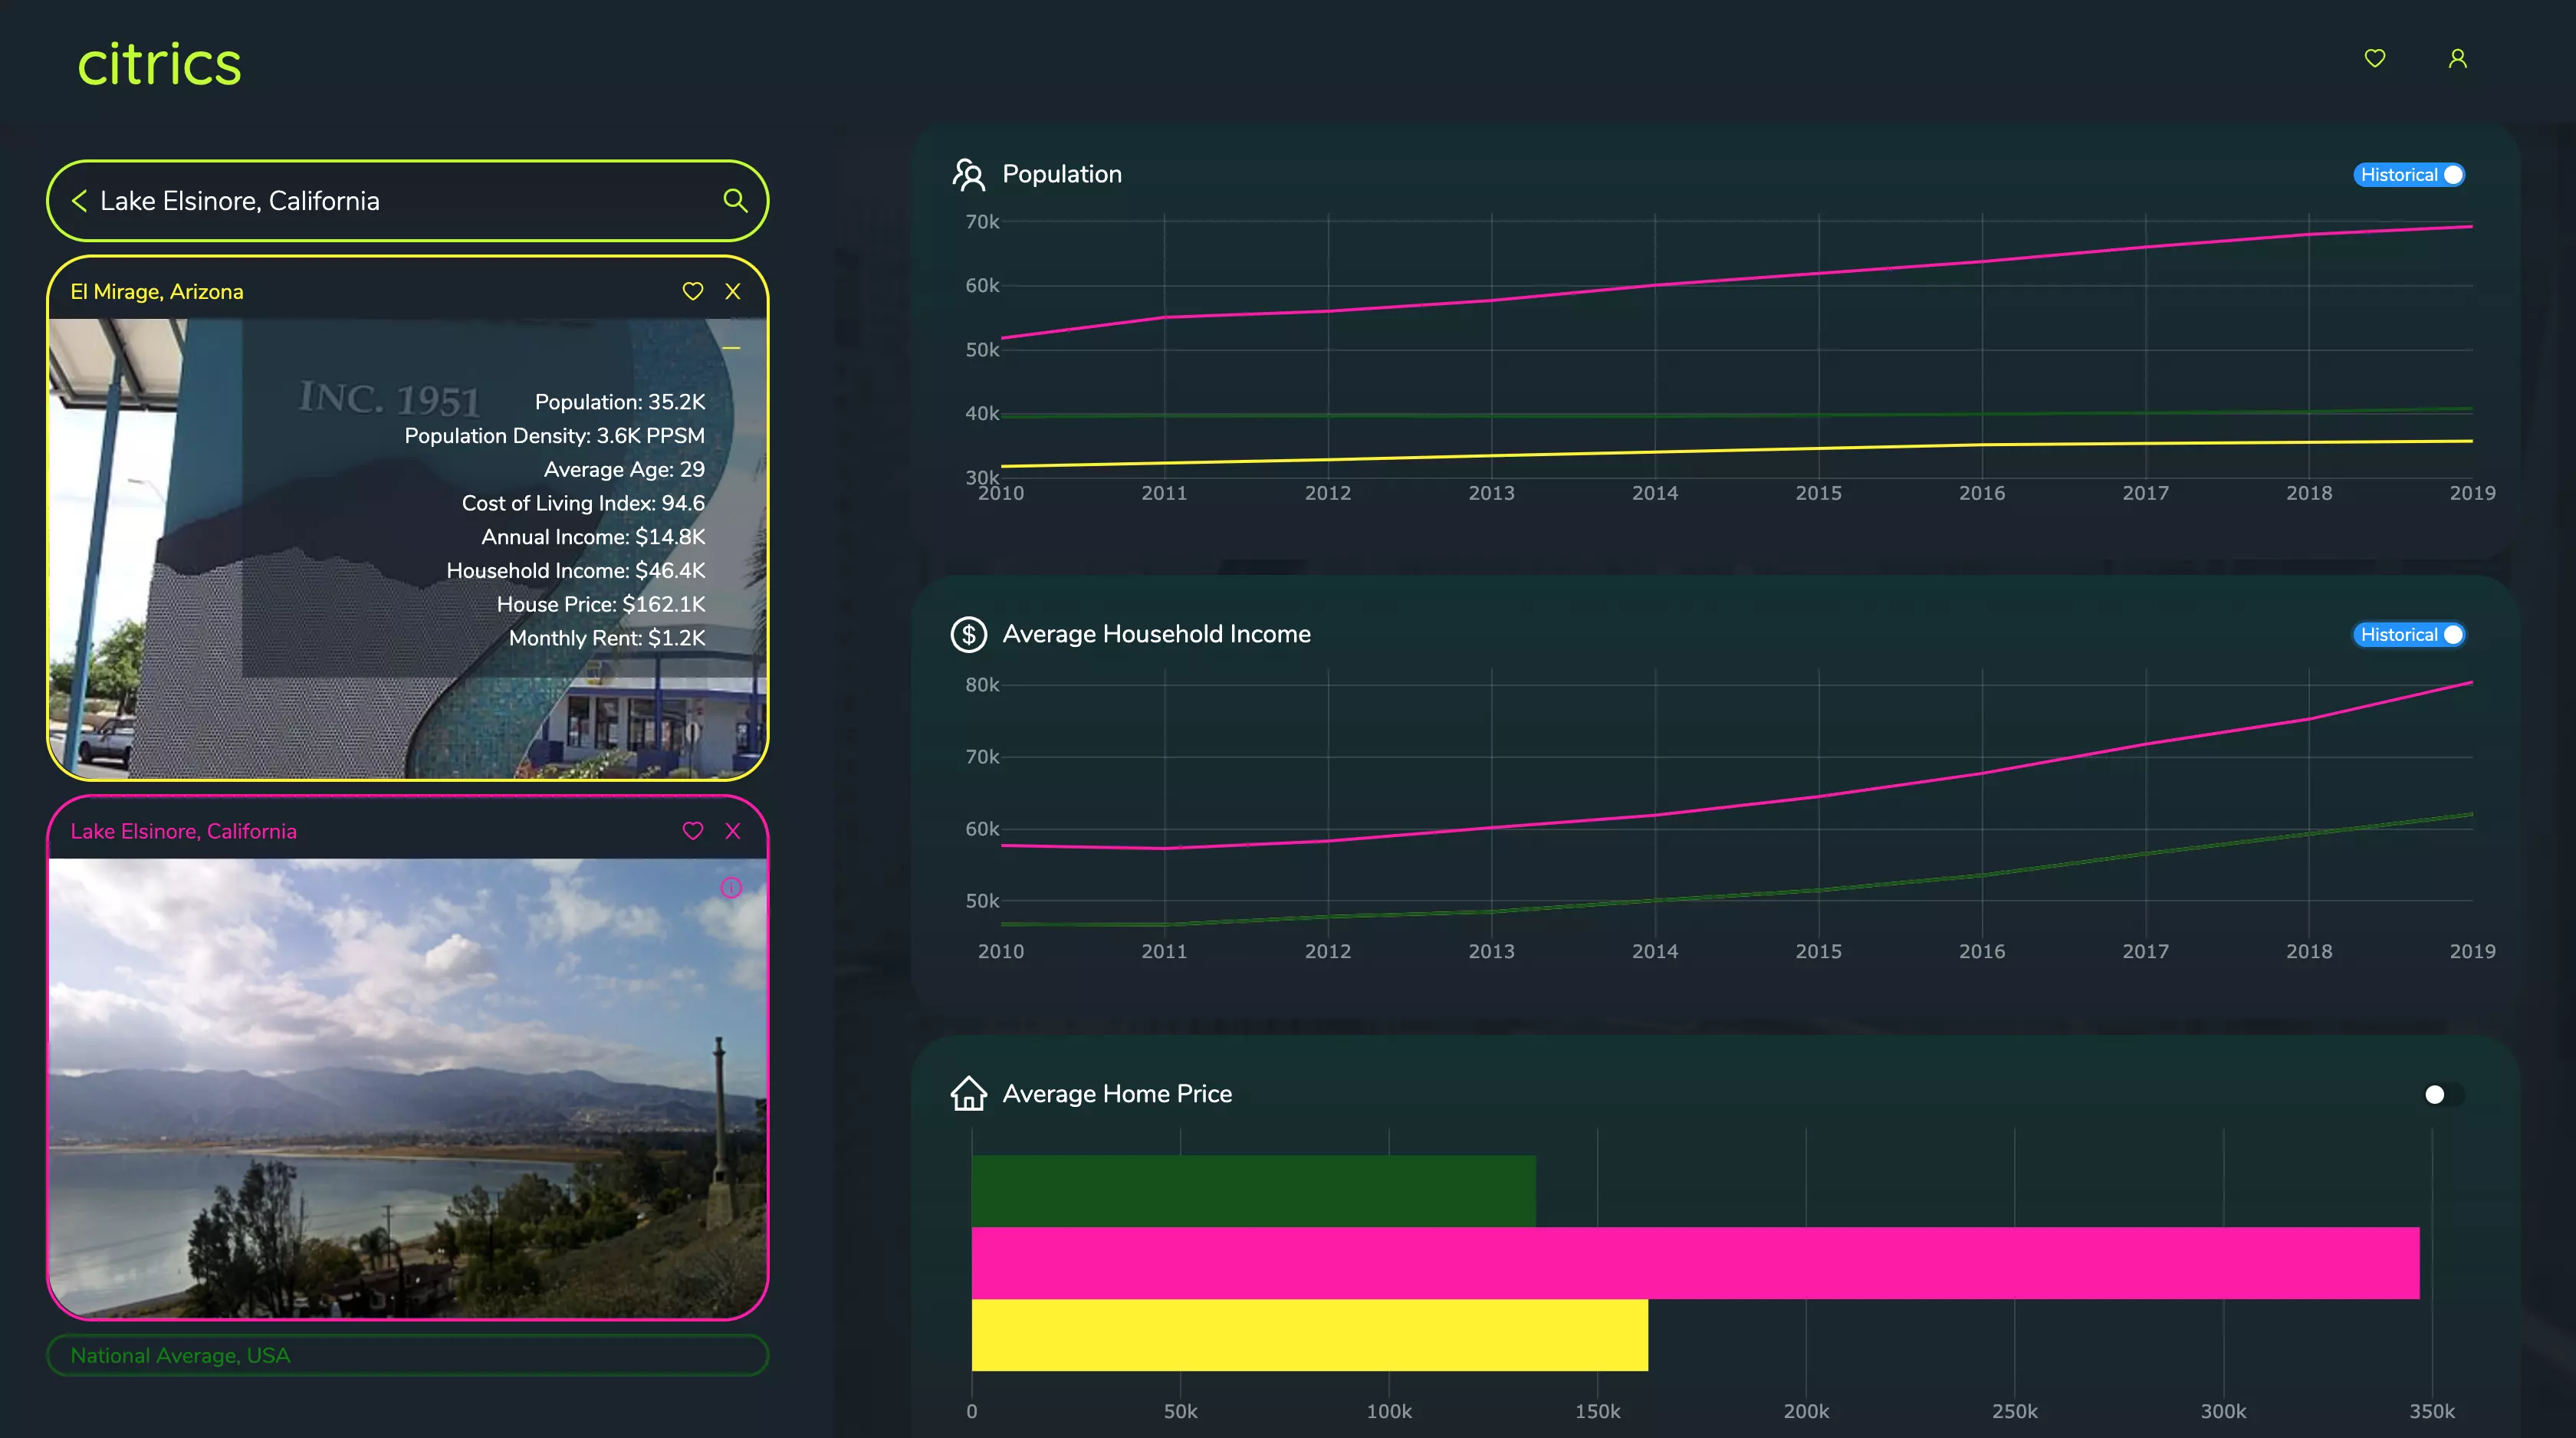 citrics
Lake Elsinore, California
El Mirage, Arizona
X
INC. 1951
Population: 35.2K
Population Density: 3.6K PPSM
Average Age: 29
Cost of Living Index: 94.6
Annual Income: $14.8K
Household Income: $46.4K
House Price: $162.1K
Monthly Rent: $1.2K
Lake Elsinore, California
X
National Average, USA
Population
Historical
70k
60k
50k
40k
30k
2010 2011 2012 2013 2014 2015 2016 2017 2018 2019
$ Average Household Income
Historical
80k
70k
60k
50k
2010 2011 2012 2013 2014 2015 2016 2017 2018 2019
Average Home Price
0 50k 100k 150k 200k 250k 300k 350k